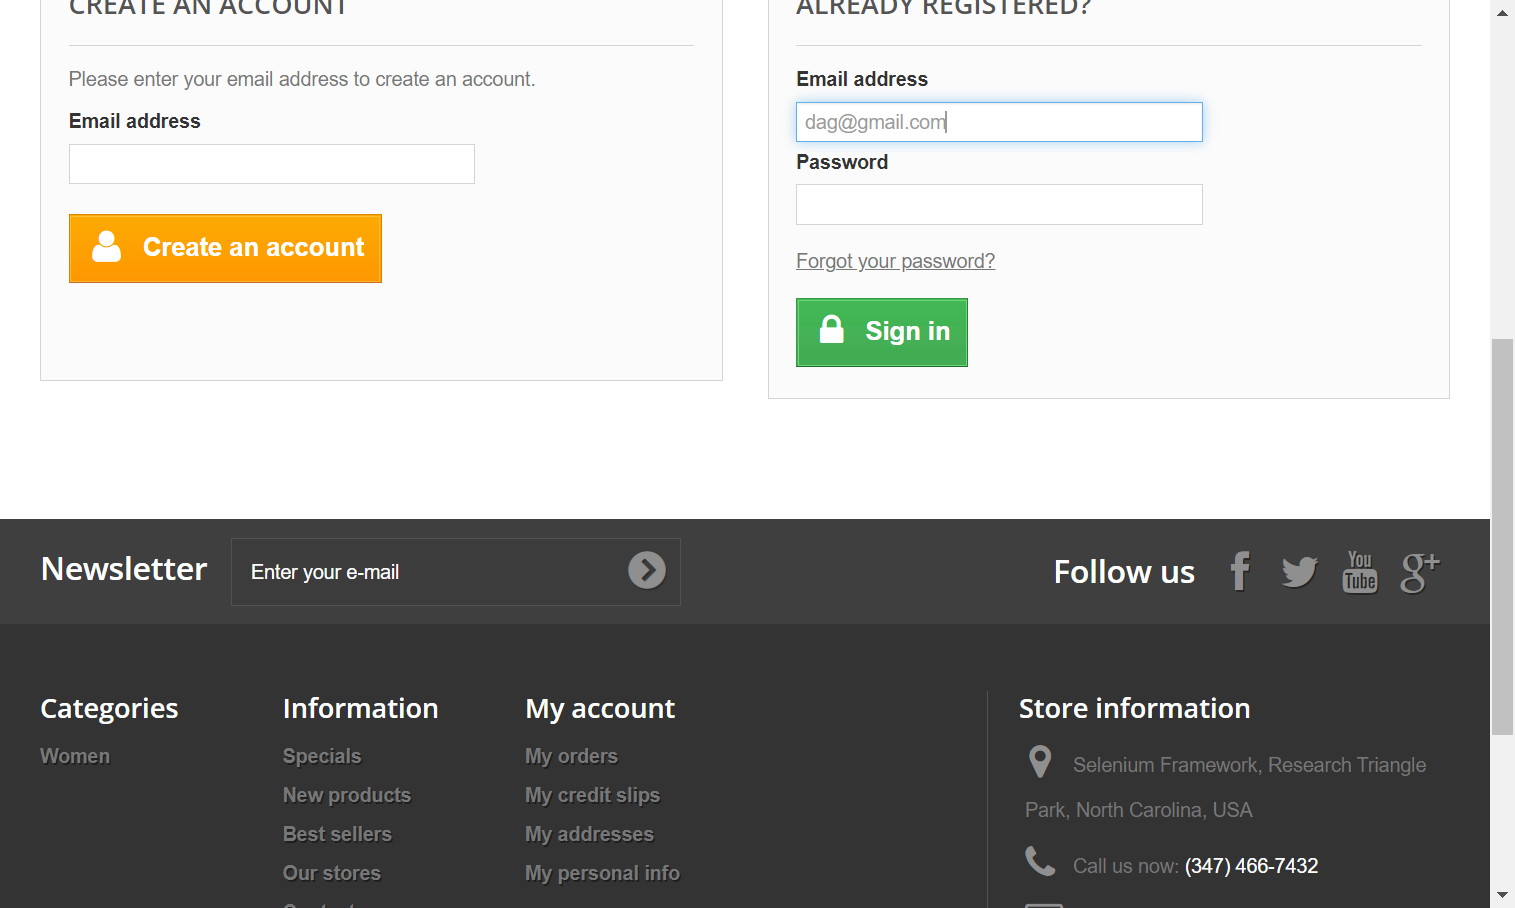 CREATE AN ACCOUNT
Please enter your email address to create an account.
Email address
Create an account
ALREADY REGISTERED?
Email address
dag@gmail.com
Password
Forgot your password?
Sign in
Newsletter
Enter your e-mail
Follow us
You
Tube
g+
Categories
Women
Information
Specials
New products
Best sellers
Our stores
My account
My orders
My credit slips
My addresses
My personal info
Store information
Selenium Framework, Research Triangle
Park, North Carolina, USA
Call us now: (347) 466-7432